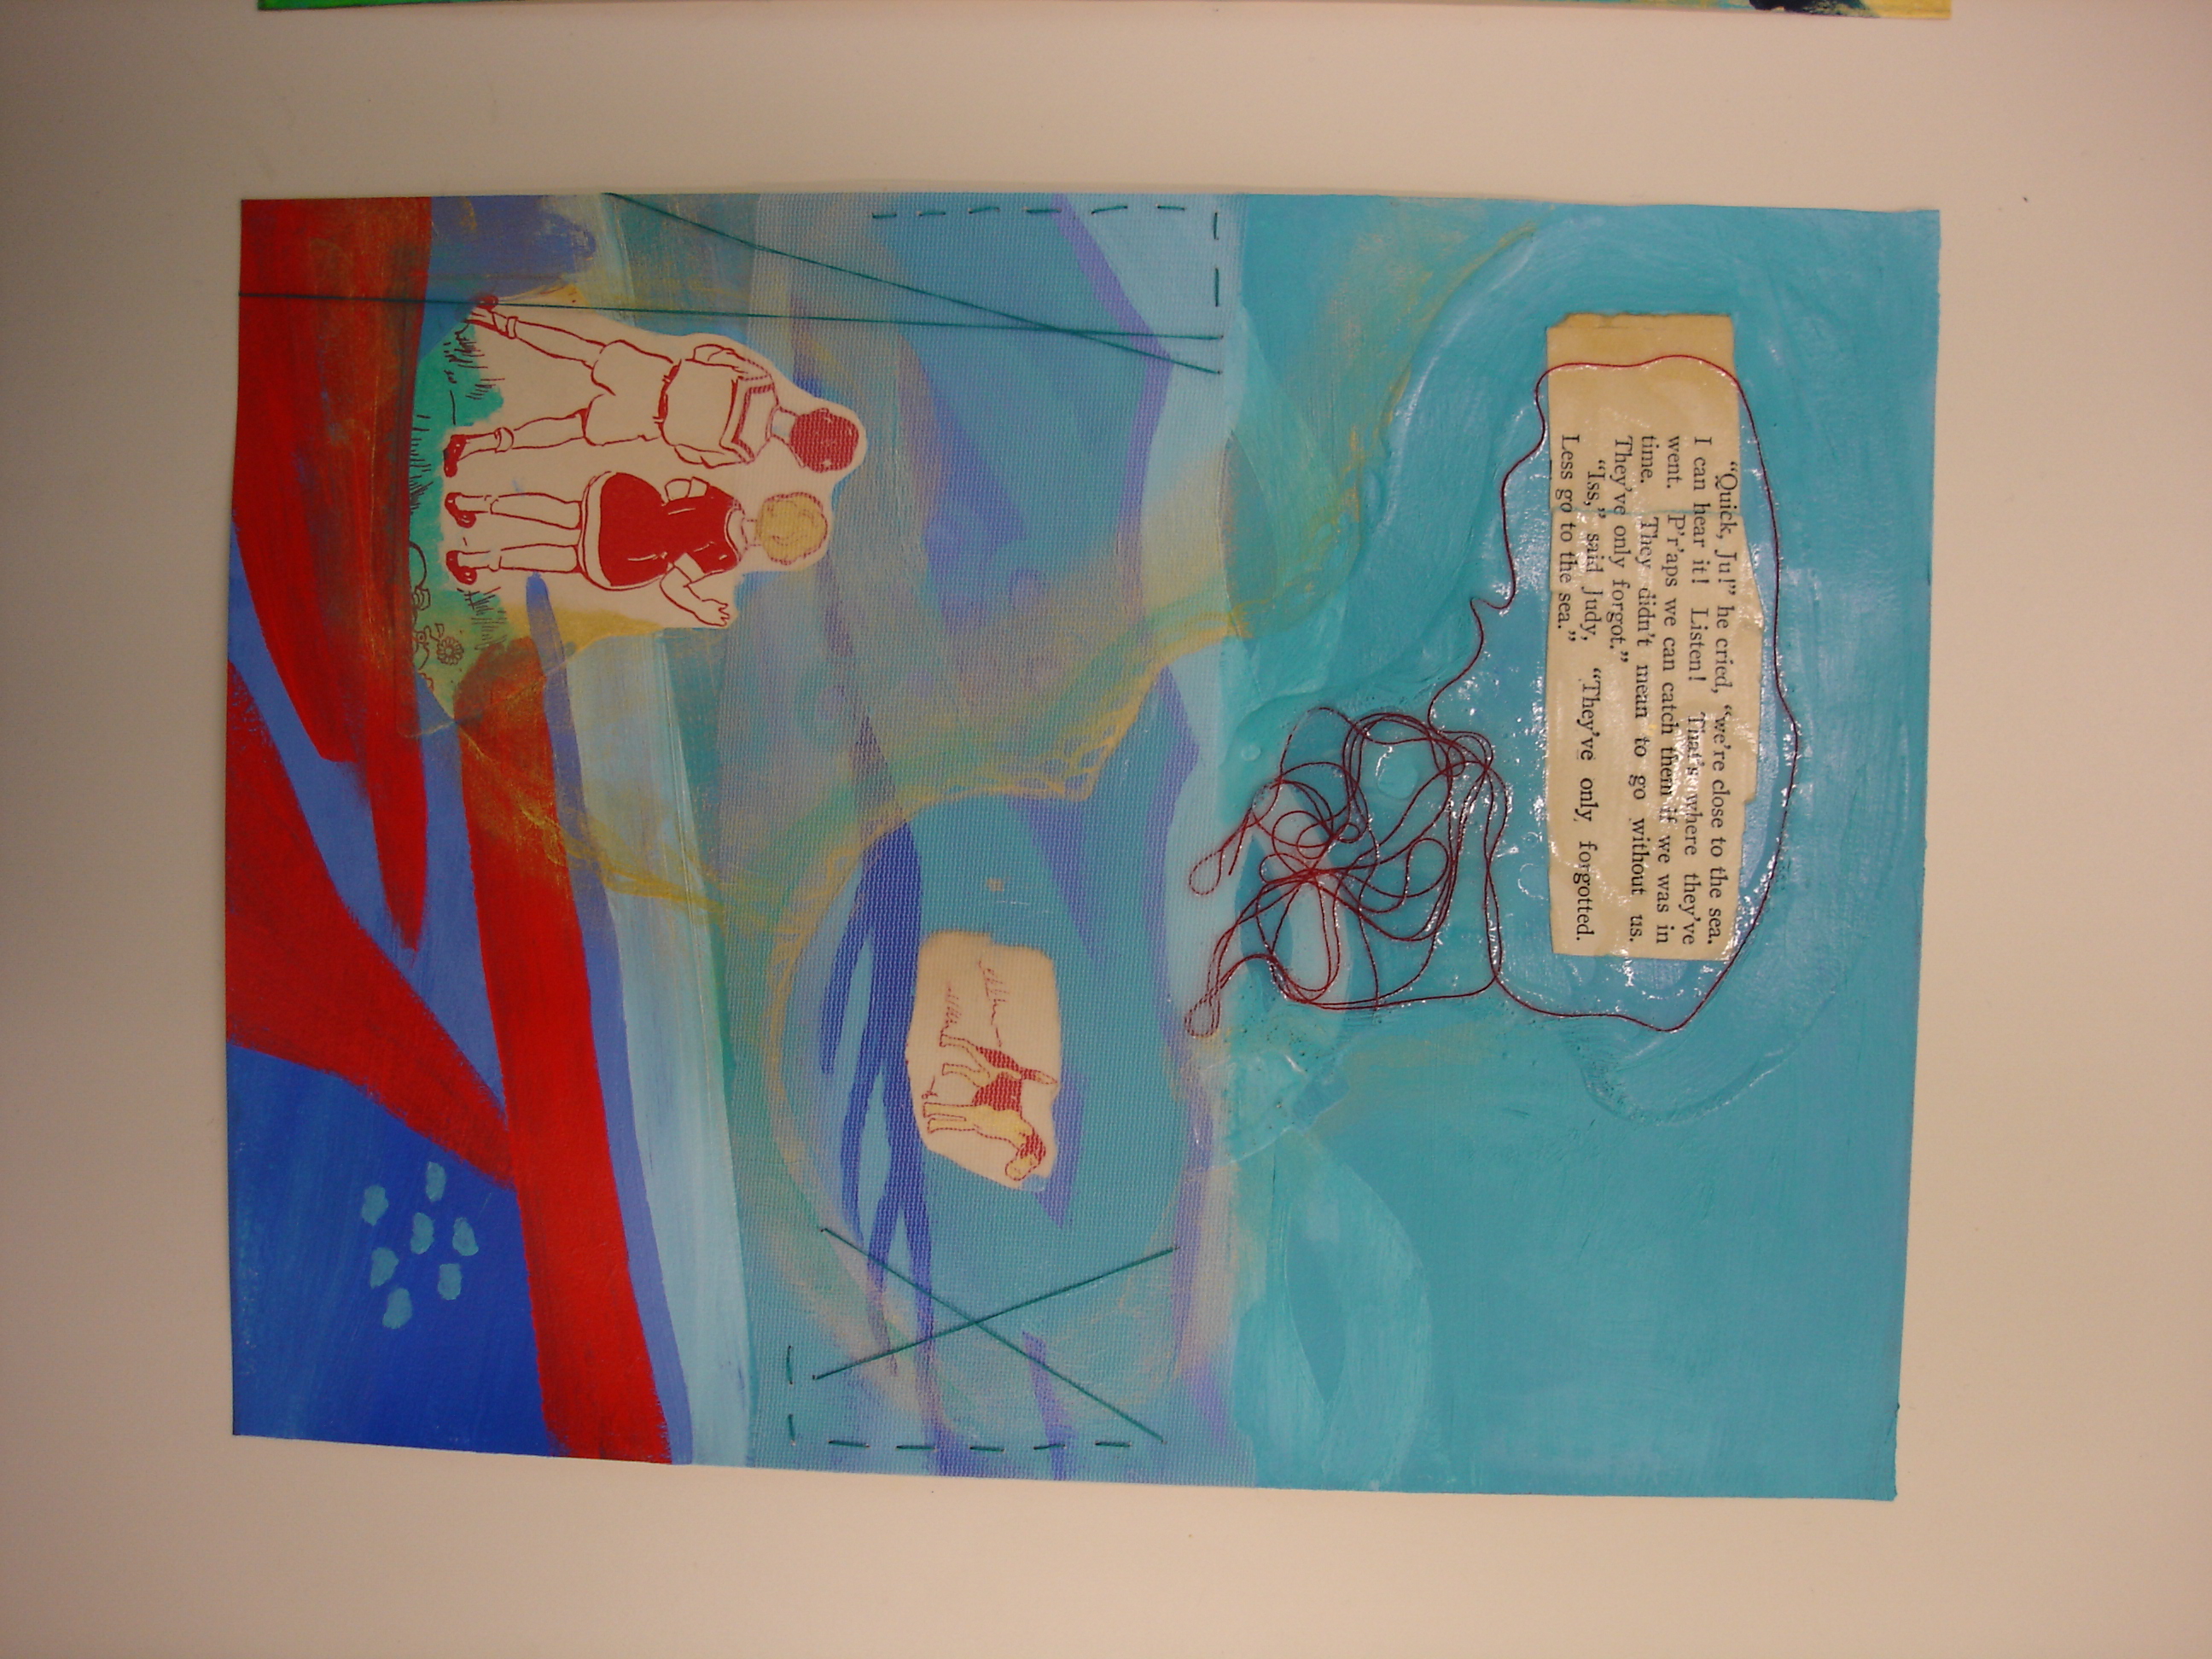 “Quick, Ju!” he cried, “we’re close to the sea.
I can hear it! Listen! That’s where they’ve
went. P’r’aps we can catch them if we was in
time. They didn’t mean to go without us.
They’ve only forgot.”
“Iss,” said Judy, “They’ve only forgotted.
Less go to the sea.”